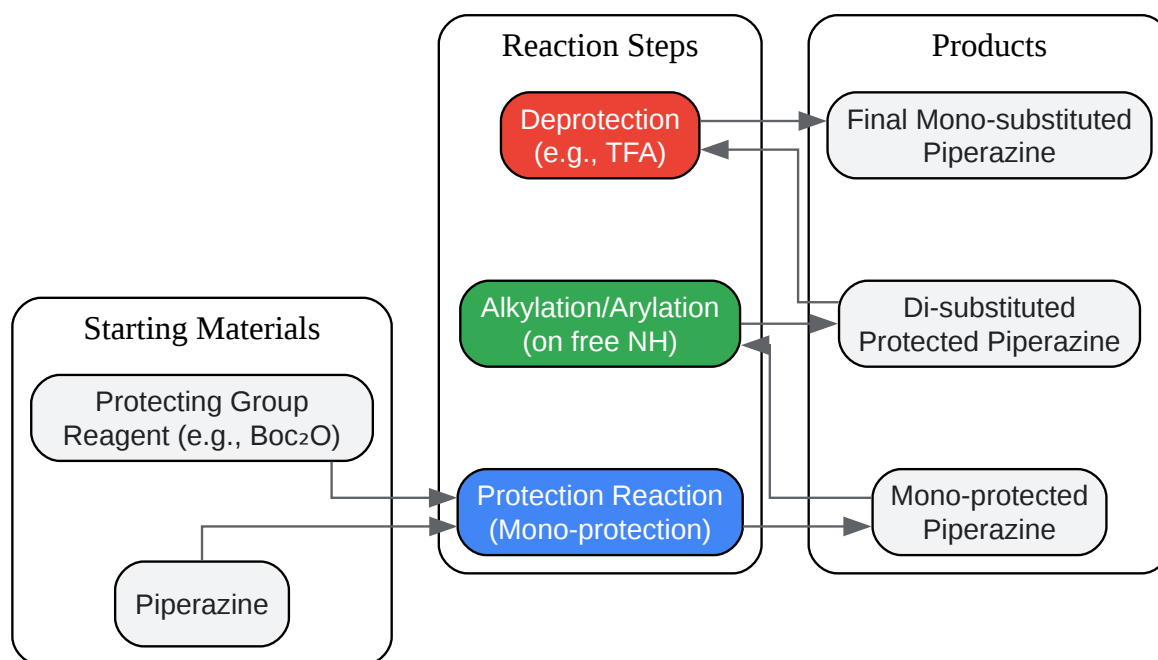 Starting Materials
Protecting Group
Reagent (e.g., Boc₂O)
Piperazine
Reaction Steps
Deprotection
(e.g., TFA)
Alkylation/Arylation
(on free NH)
Protection Reaction
(Mono-protection)
Products
Final Mono-substituted
Piperazine
Di-substituted
Protected Piperazine
Mono-protected
Piperazine